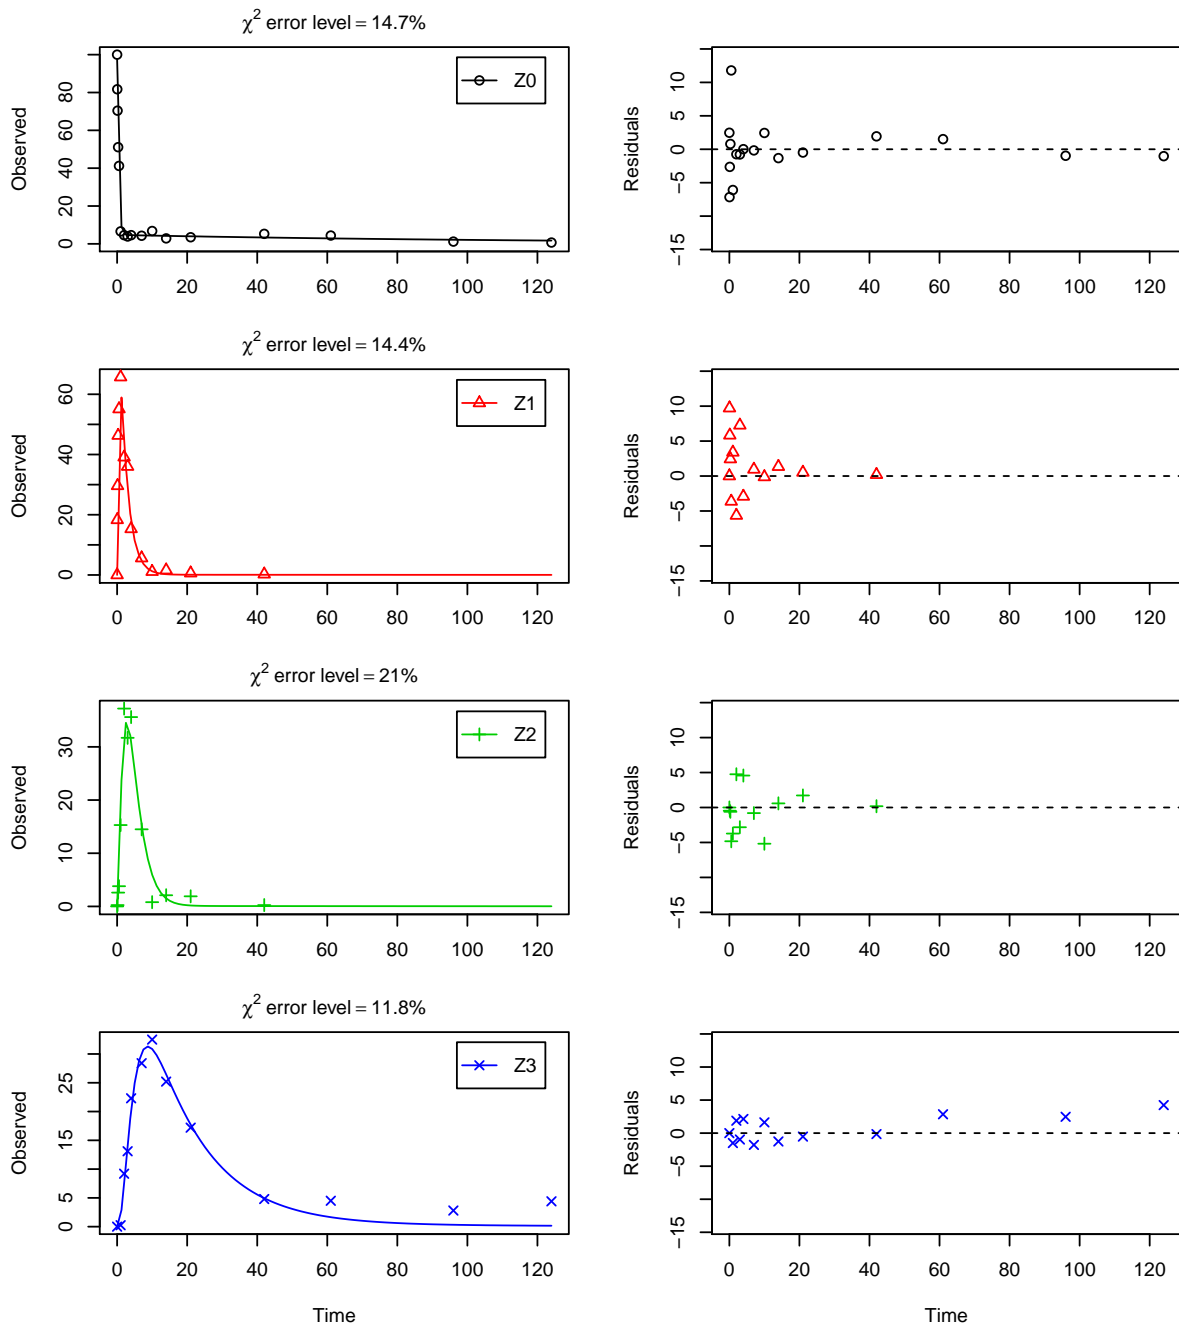 χ2 error level = 14.7%
Observed
0 20 40 60 80
Z0
0 20 40 60 80 100 120
Residuals
−15 −5 0 5 10
0 20 40 60 80 100 120
χ2 error level = 14.4%
Observed
0 20 40 60
Z1
0 20 40 60 80 100 120
Residuals
−15 −5 0 5 10
0 20 40 60 80 100 120
χ2 error level = 21%
Observed
0 10 20 30
Z2
0 20 40 60 80 100 120
Residuals
−15 −5 0 5 10
0 20 40 60 80 100 120
χ2 error level = 11.8%
Observed
0 5 15 25
Z3
0 20 40 60 80 100 120
Time
Residuals
−15 −5 0 5 10
0 20 40 60 80 100 120
Time